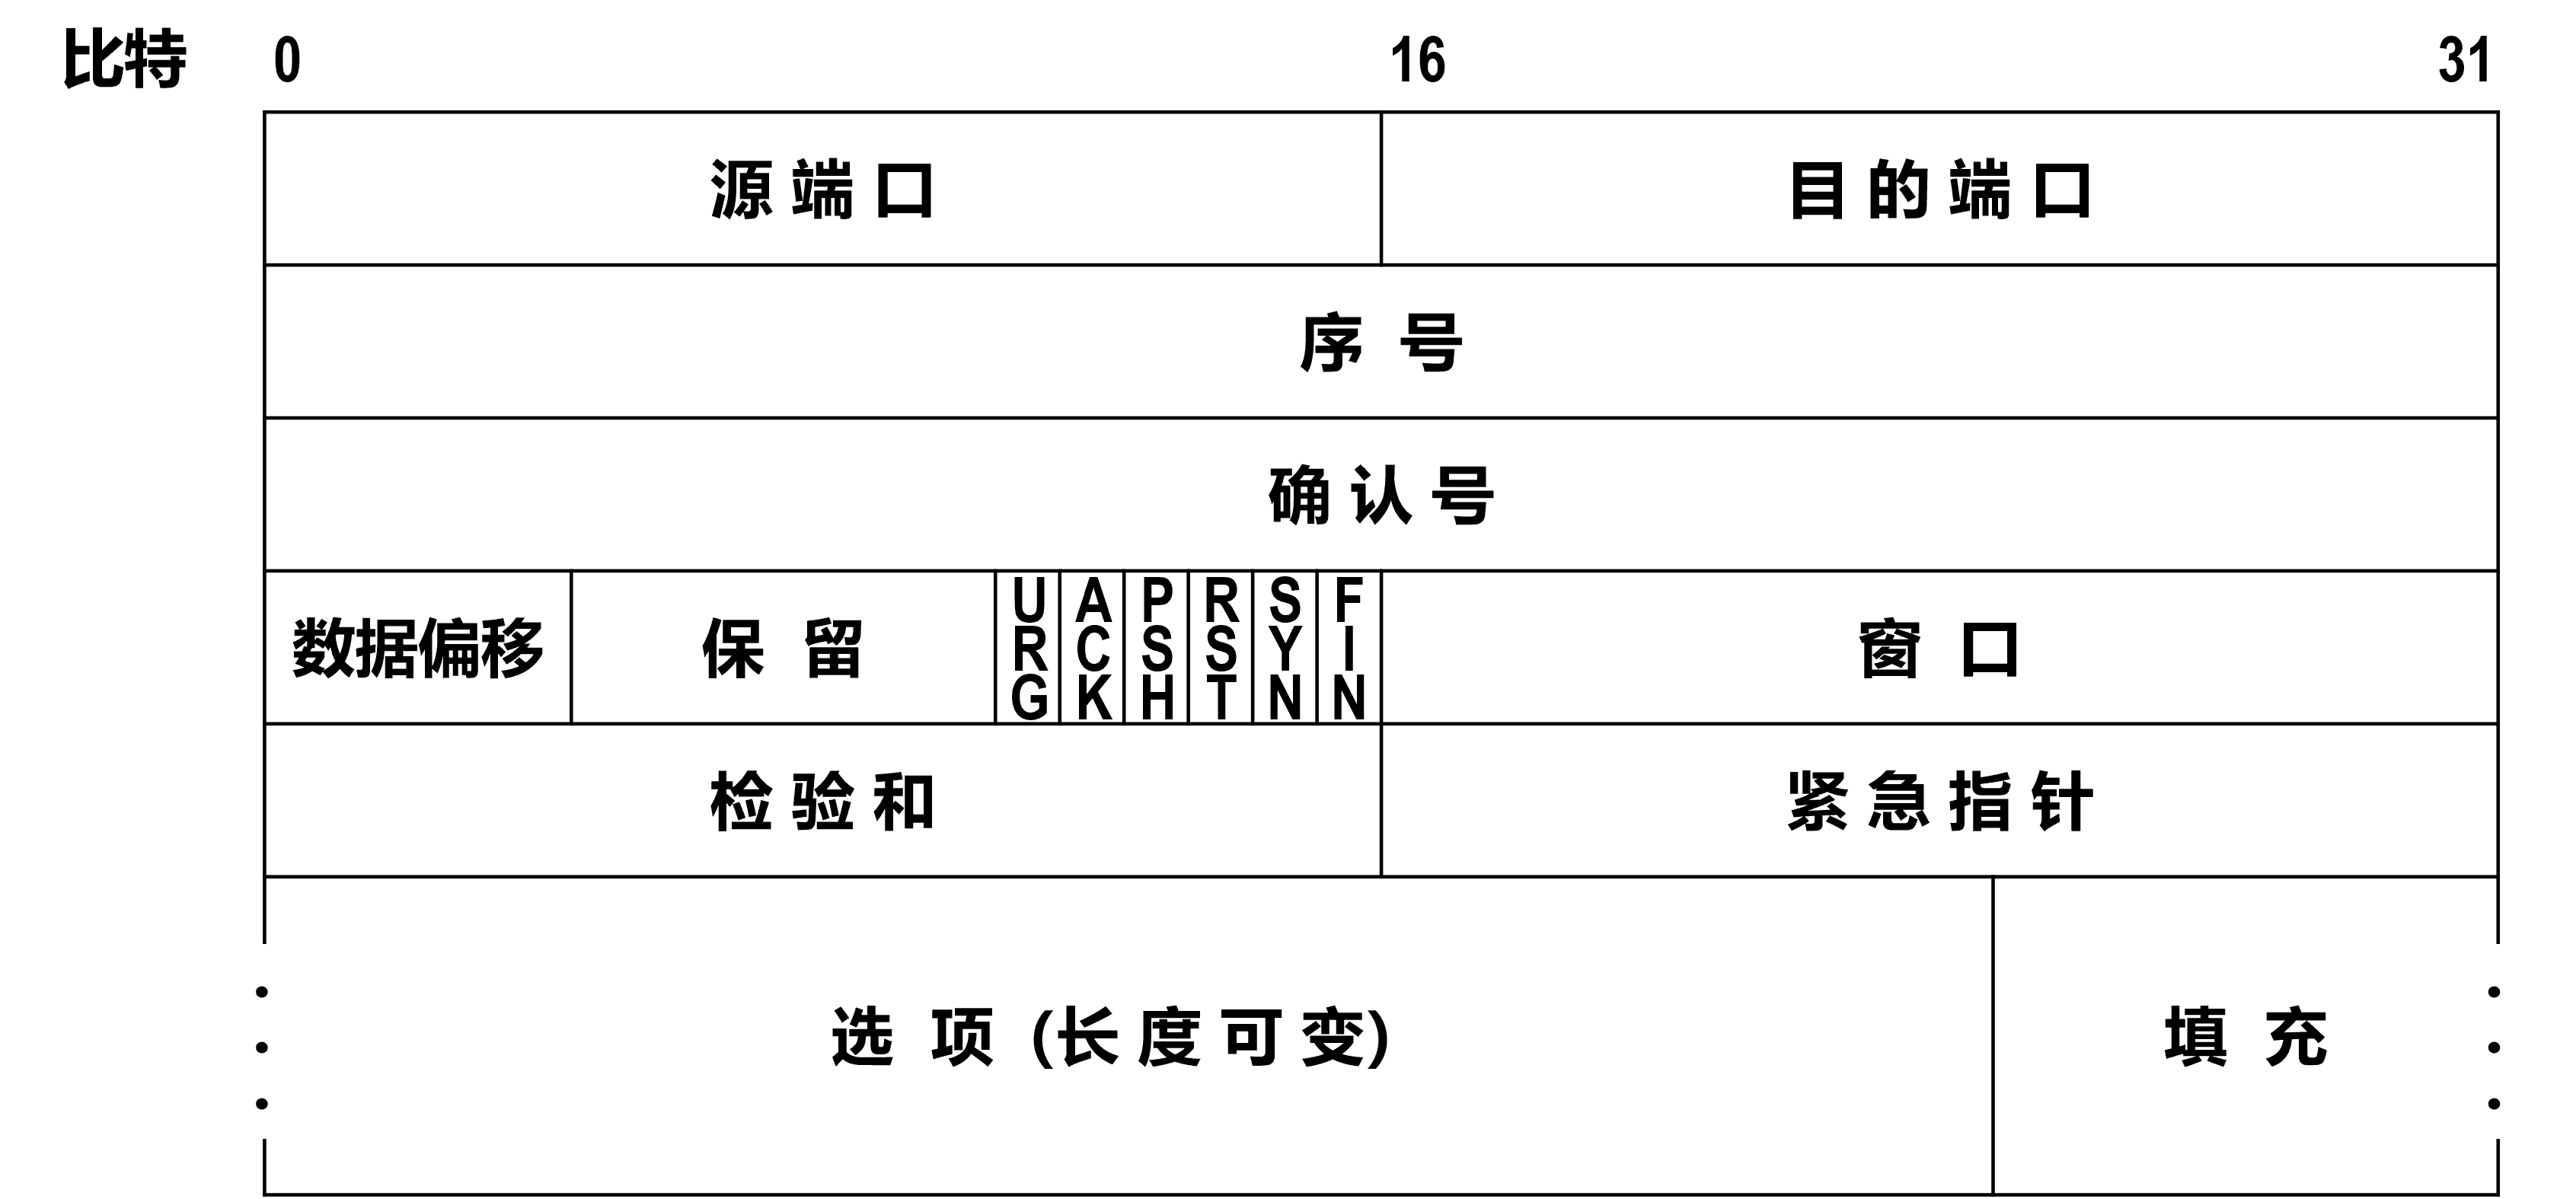 比特 0 16 31
源端口 目的端口
序号
确认号
数据偏移 保留 URG ACK PSH RST SYN FIN 窗口
检验和 紧急指针
选项(长度可变) 填充